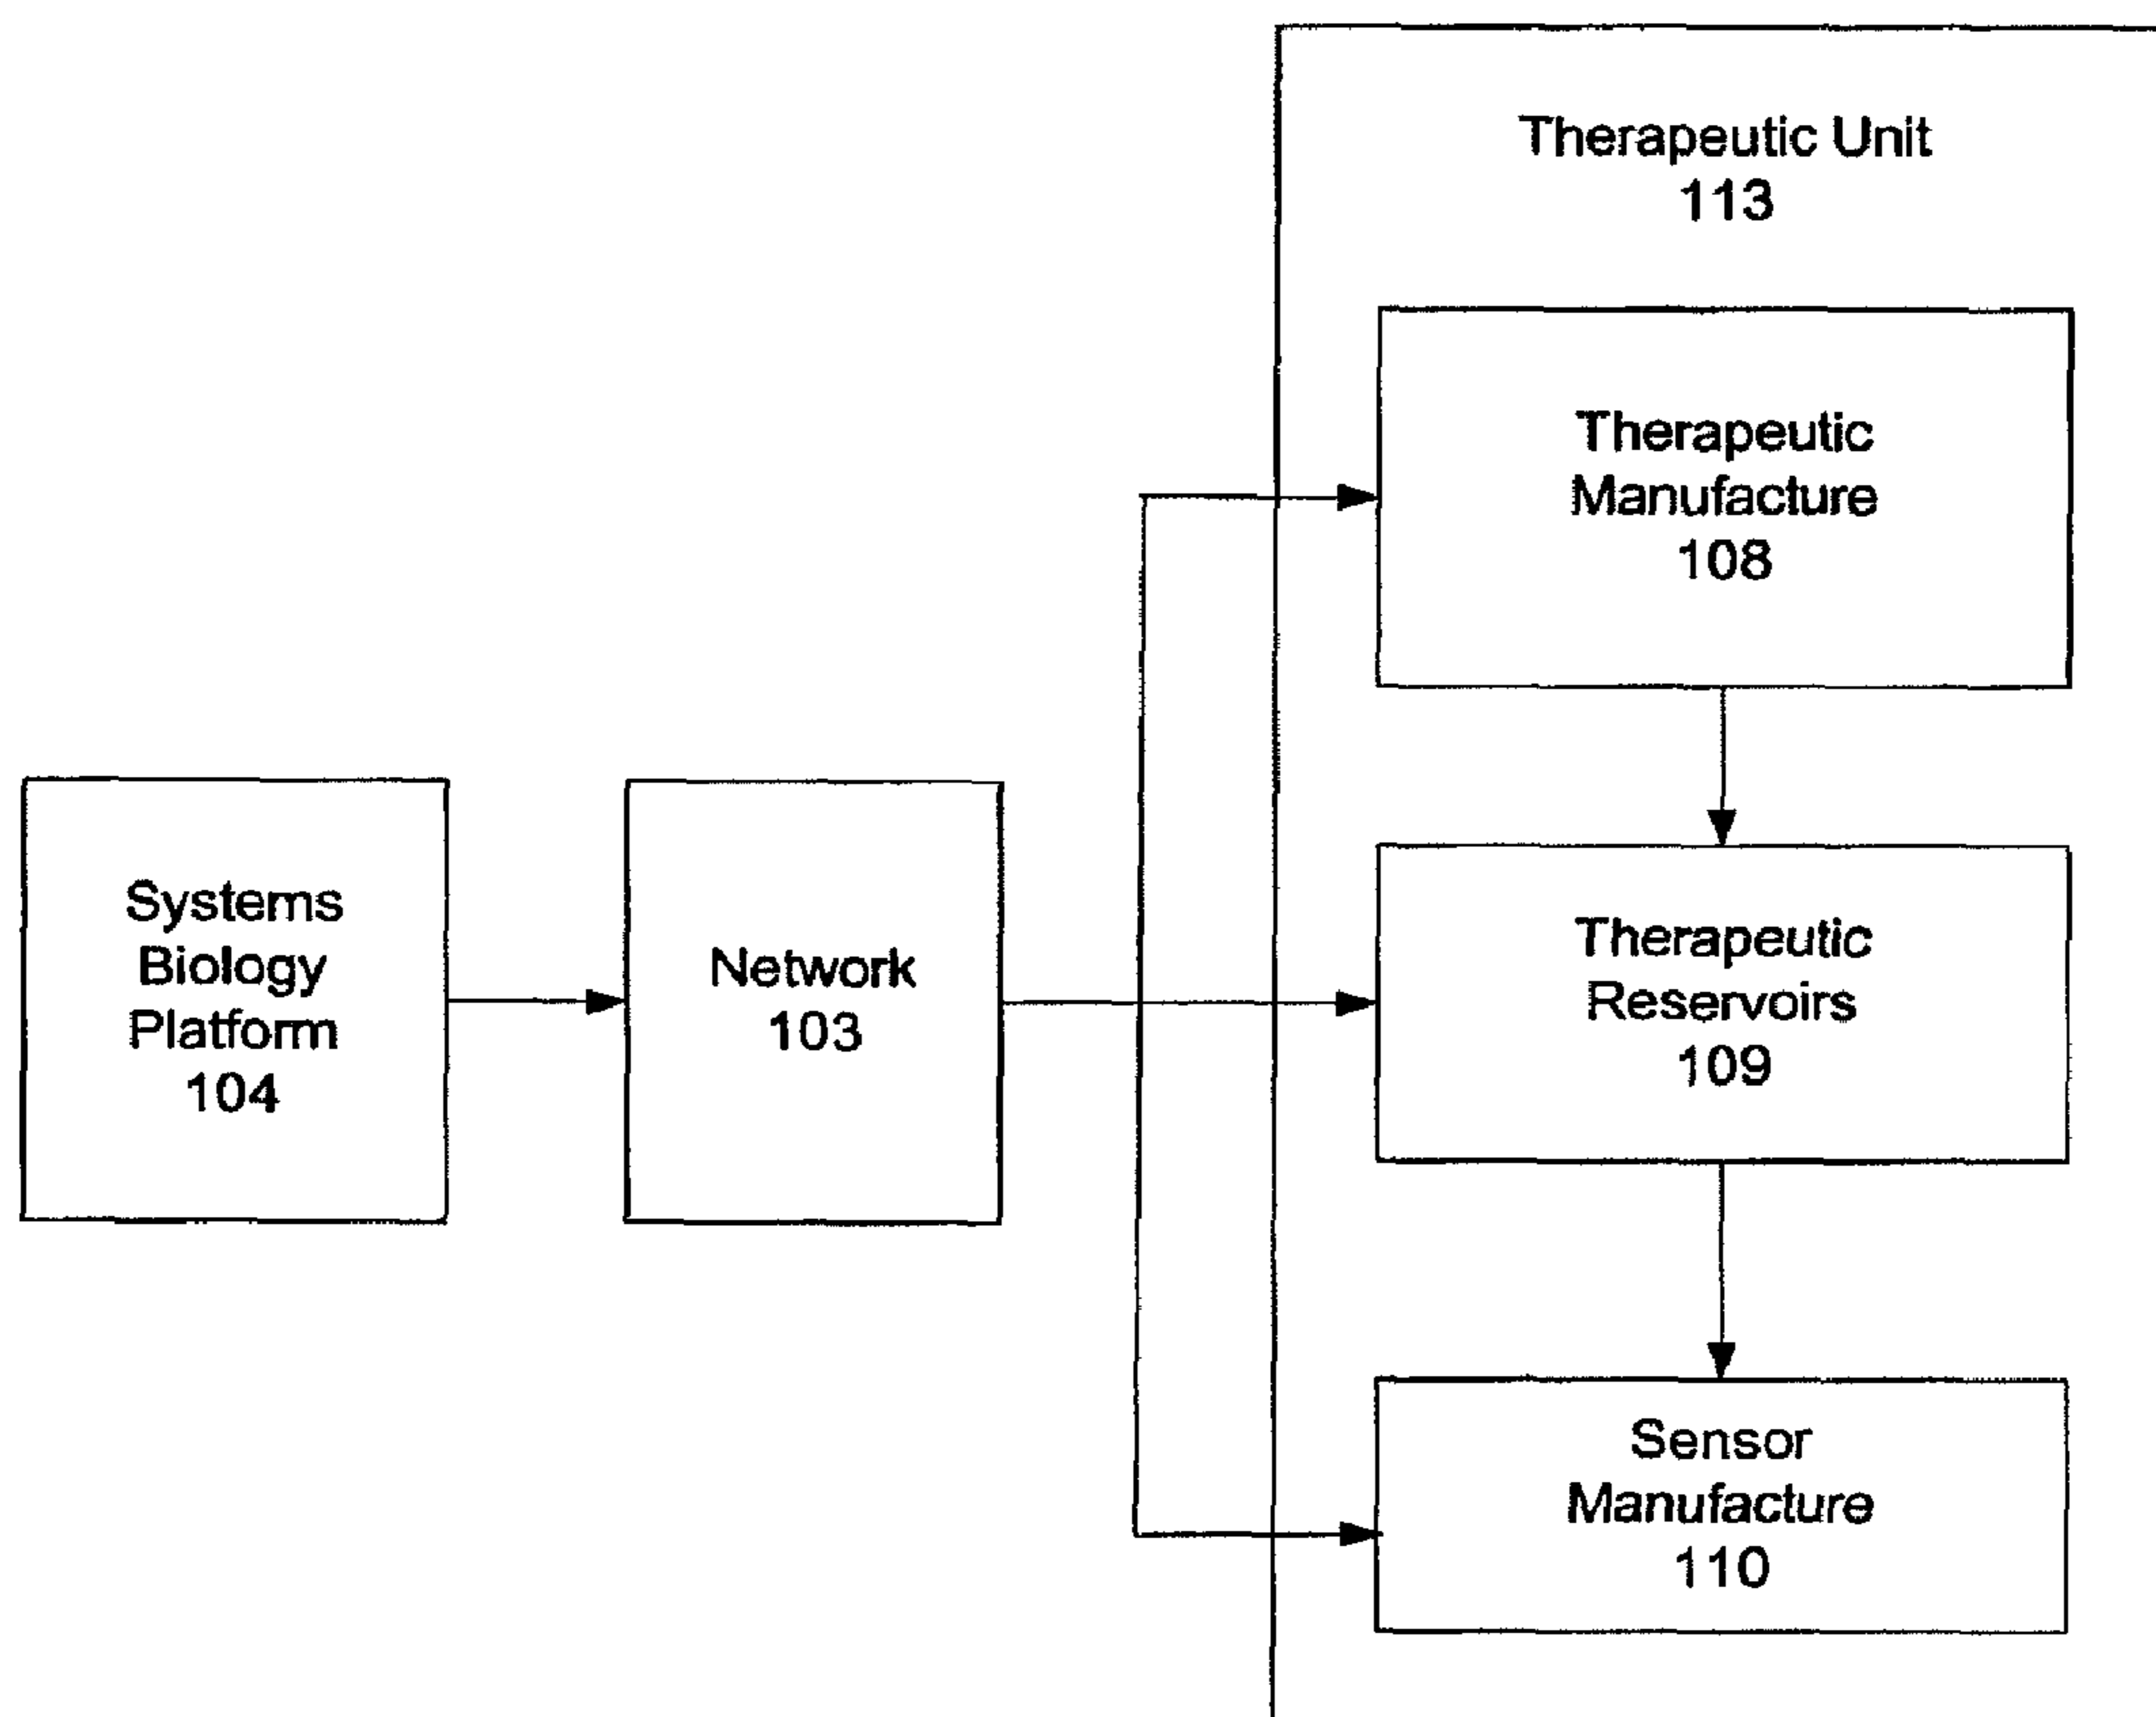 Therapeutic Unit
113
Therapeutic
Manufacture
108
Systems
Biology
Platform
104
Network
103
Therapeutic
Reservoirs
109
Sensor
Manufacture
110